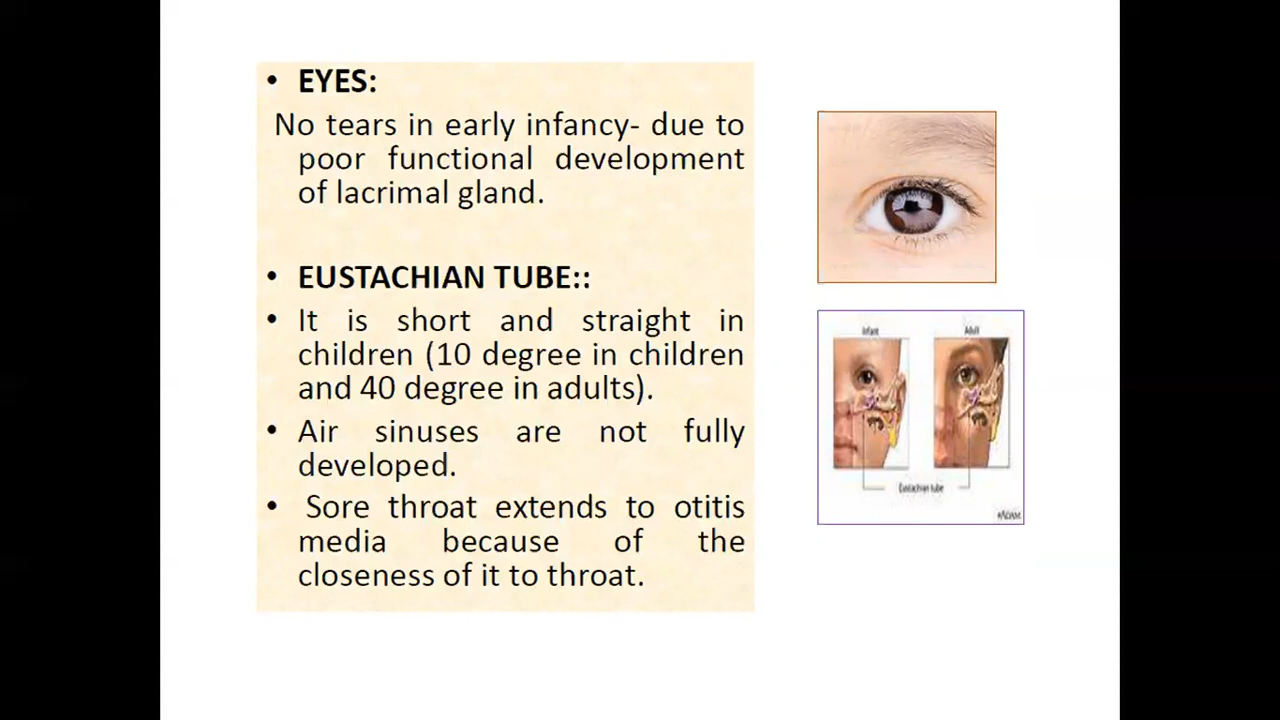 • EYES:
No tears in early infancy- due to
poor functional development
of lacrimal gland.
• EUSTACHIAN TUBE::
• It is short and straight in
children (10 degree in children
and 40 degree in adults).
• Air sinuses are not fully
developed.
• Sore throat extends to otitis
media because of the
closeness of it to throat.
Infant
Adult
Eustachian tube